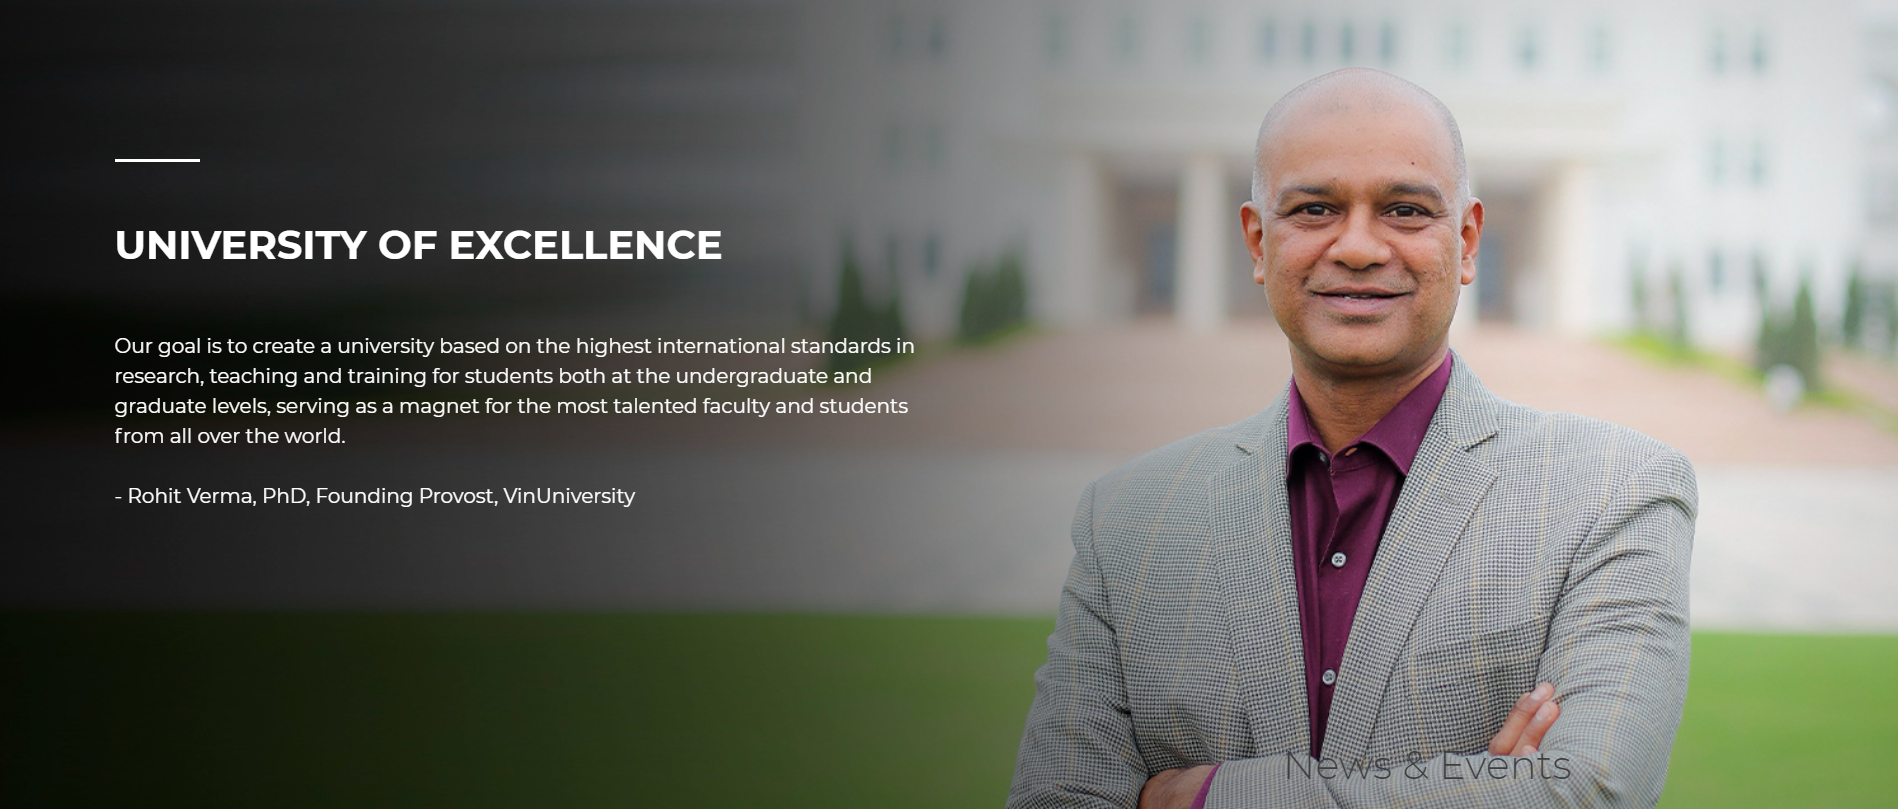 UNIVERSITY OF EXCELLENCE
Our goal is to create a university based on the highest international standards in
research, teaching and training for students both at the undergraduate and
graduate levels, serving as a magnet for the most talented faculty and students
from all over the world.
- Rohit Verma, PhD, Founding Provost, VinUniversity
News & Events